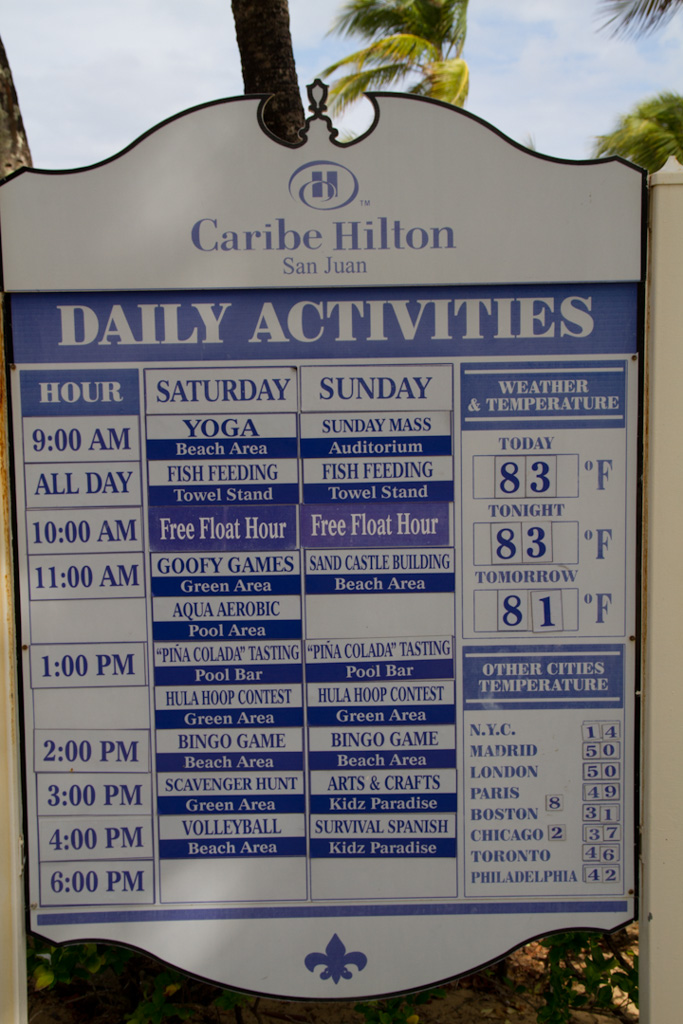 H
TM
Caribe Hilton
San Juan
DAILY ACTIVITIES
HOUR SATURDAY SUNDAY
9:00 AM YOGA SUNDAY MASS
Beach Area Auditorium
ALL DAY FISH FEEDING FISH FEEDING
Towel Stand Towel Stand
10:00 AM Free Float Hour Free Float Hour
11:00 AM GOOFY GAMES SAND CASTLE BUILDING
Green Area Beach Area
AQUA AEROBIC
Pool Area
1:00 PM "PIÑA COLADA" TASTING "PIÑA COLADA" TASTING
Pool Bar Pool Bar
HULA HOOP CONTEST HULA HOOP CONTEST
Green Area Green Area
2:00 PM BINGO GAME BINGO GAME
Beach Area Beach Area
3:00 PM SCAVENGER HUNT ARTS & CRAFTS
Green Area Kidz Paradise
4:00 PM VOLLEYBALL SURVIVAL SPANISH
Beach Area Kidz Paradise
6:00 PM
WEATHER
& TEMPERATURE
TODAY
83 °F
TONIGHT
83 °F
TOMORROW
81 °F
OTHER CITIES
TEMPERATURE
N.Y.C. 14
MADRID 50
LONDON 50
PARIS 49
BOSTON 8 31
CHICAGO 2 37
TORONTO 46
PHILADELPHIA 42